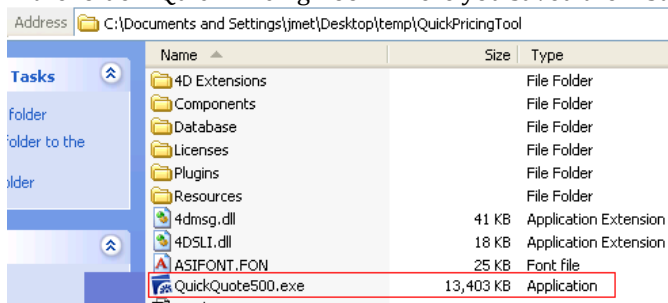 Address C:\Documents and Settings\jmet\Desktop\temp\QuickPricingTool
Name Size Type
Tasks
4D Extensions File Folder
Components File Folder
folder
Database File Folder
folder to the
Licenses File Folder
Plugins File Folder
older
Resources File Folder
4dmsg.dll 41 KB Application Extension
4DSLI.dll 18 KB Application Extension
ASIFONT.FON 25 KB Font file
QuickQuote500.exe 13,403 KB Application